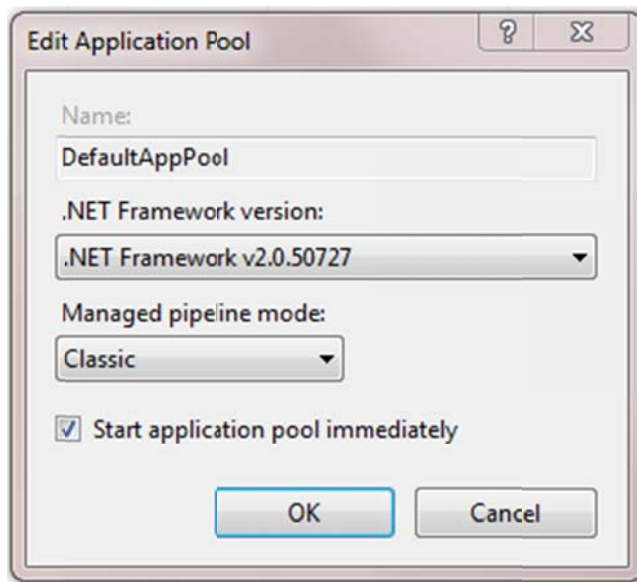 Edit Application Pool
Name:
DefaultAppPool
.NET Framework version:
.NET Framework v2.0.50727
Managed pipeline mode:
Classic
Start application pool immediately
OK
Cancel